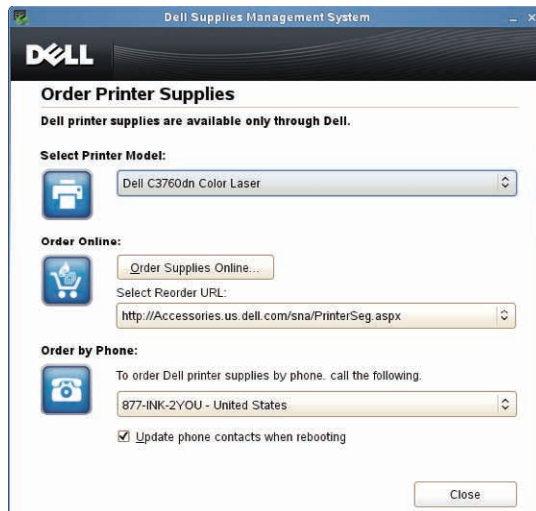 Dell Supplies Management System
DELL
Order Printer Supplies
Dell printer supplies are available only through Dell.
Select Printer Model:
Dell C3760dn Color Laser
Order Online:
Order Supplies Online...
Select Reorder URL:
http://Accessories.us.dell.com/sna/PrinterSeg.aspx
Order by Phone:
To order Dell printer supplies by phone. call the following.
877-INK-2YOU - United States
Update phone contacts when rebooting
Close